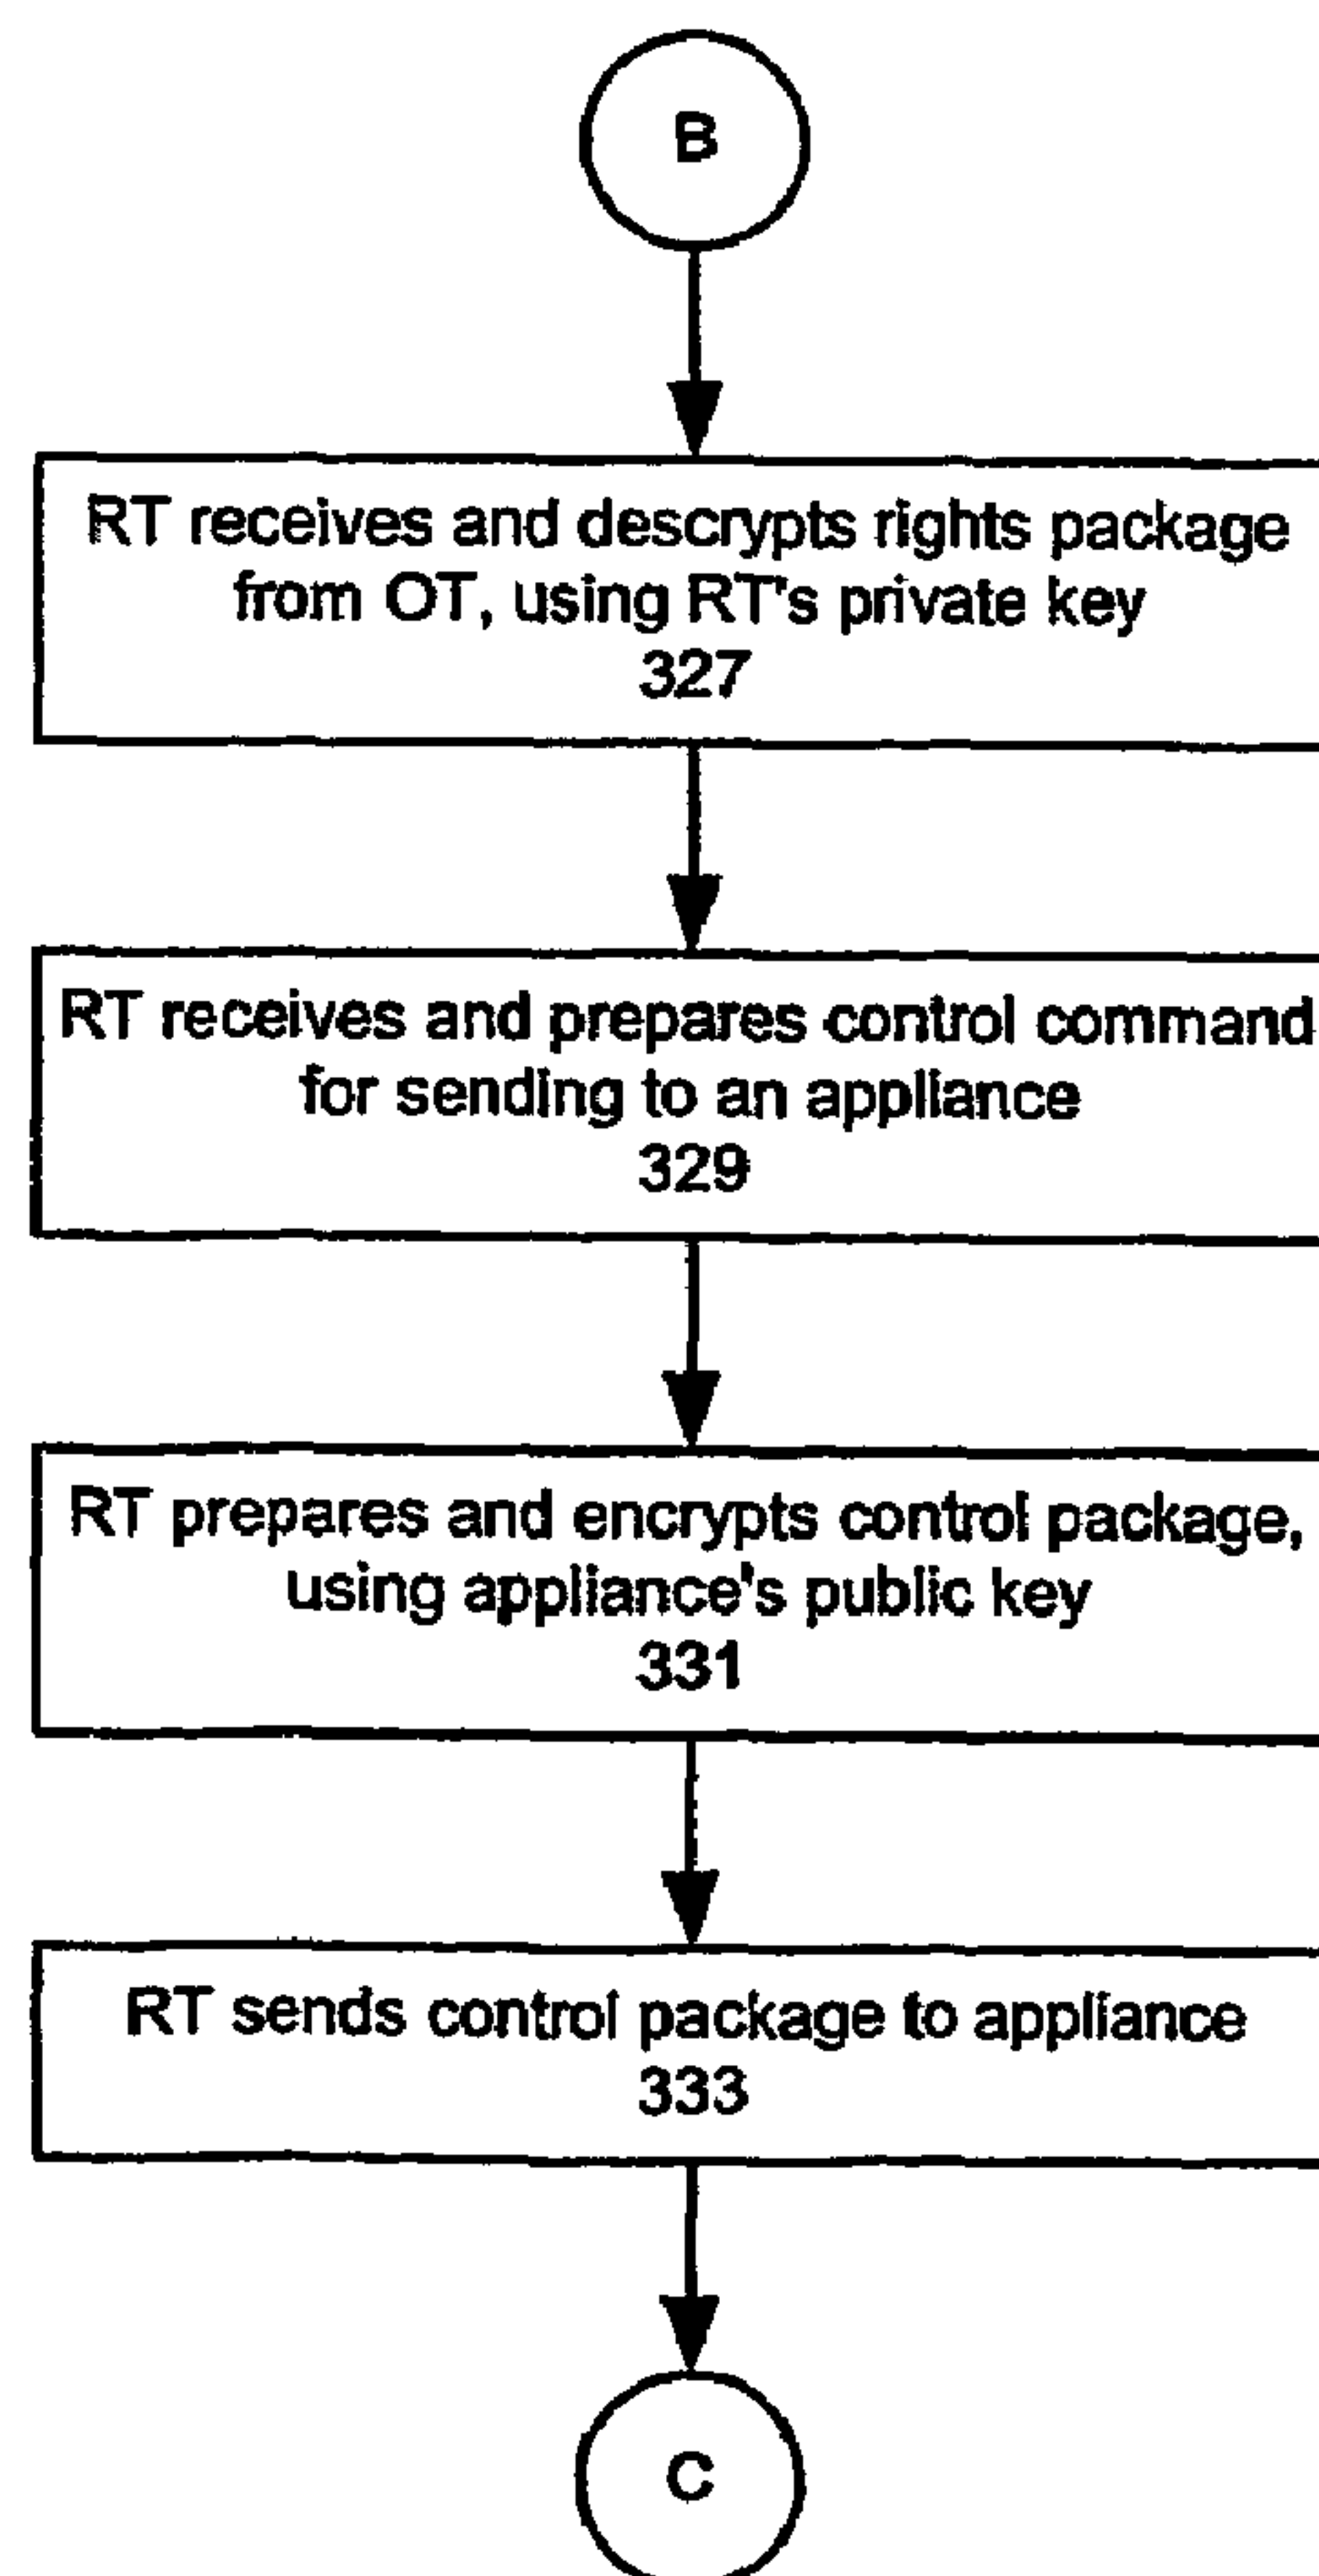 B
RT receives and descrypts rights package
from OT, using RT's private key
327
RT receives and prepares control command
for sending to an appliance
329
RT prepares and encrypts control package,
using appliance's public key
331
RT sends control package to appliance
333
C